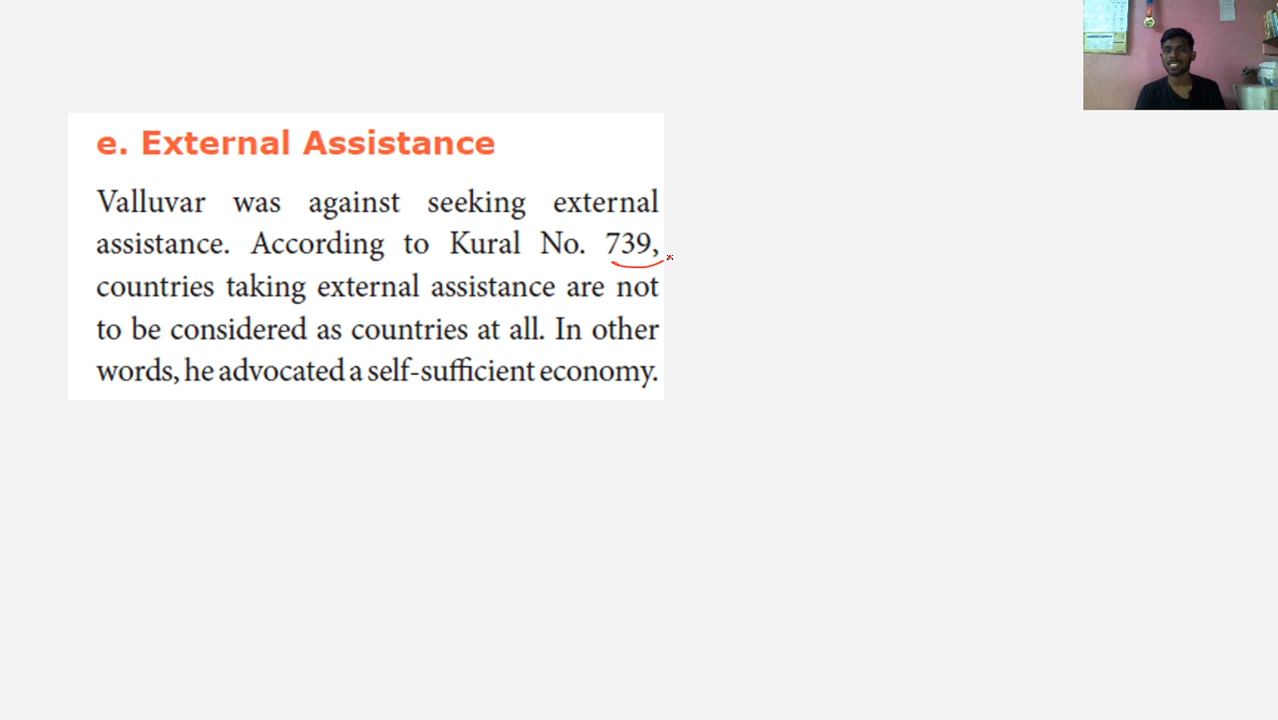 e. External Assistance
Valluvar was against seeking external
assistance. According to Kural No. 739,
countries taking external assistance are not
to be considered as countries at all. In other
words, he advocated a self-sufficient economy.